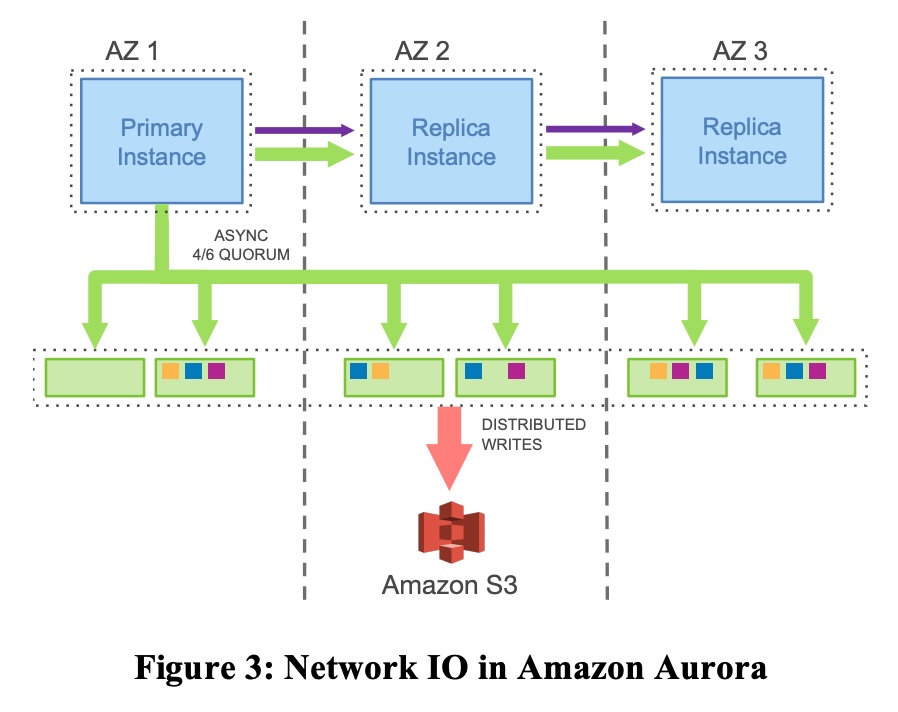 AZ 1
AZ 2
AZ 3
Primary
Instance
Replica
Instance
Replica
Instance
ASYNC
4/6 QUORUM
DISTRIBUTED
WRITES
Amazon S3
Figure 3: Network IO in Amazon Aurora